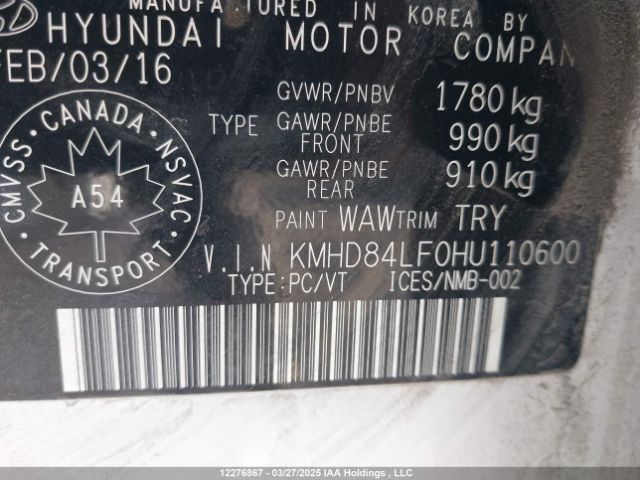 MANUFACTURED IN KOREA BY
HYUNDAI MOTOR COMPAN
FEB/03/16
GVWR/PNBV 1780 kg
TYPE GAWR/PNBE FRONT 990 kg
GAWR/PNBE REAR 910 kg
CMVSS · CANADA · NSVAC · TRANSPORT ·
A54
PAINT WAW TRIM TRY
V.I.N KMHD84LF0HU110600
TYPE:PC/VT ICES/NMB-002
12276867 — 03/27/2025 IAA Holdings, LLC